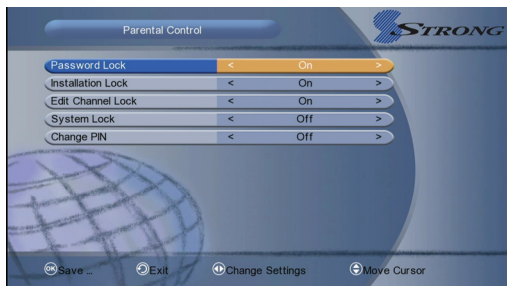 Parental Control
STRONG
Password Lock < On >
Installation Lock < On >
Edit Channel Lock < On >
System Lock < Off >
Change PIN < Off >
OK Save ... Exit Change Settings Move Cursor